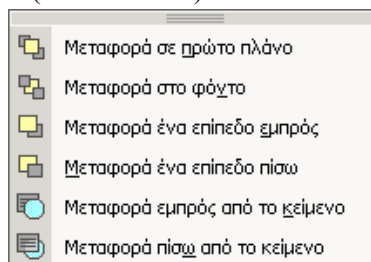 Μεταφορά σε πρώτο πλάνο
Μεταφορά στο φόντο
Μεταφορά ένα επίπεδο εμπρός
Μεταφορά ένα επίπεδο πίσω
Μεταφορά εμπρός από το κείμενο
Μεταφορά πίσω από το κείμενο